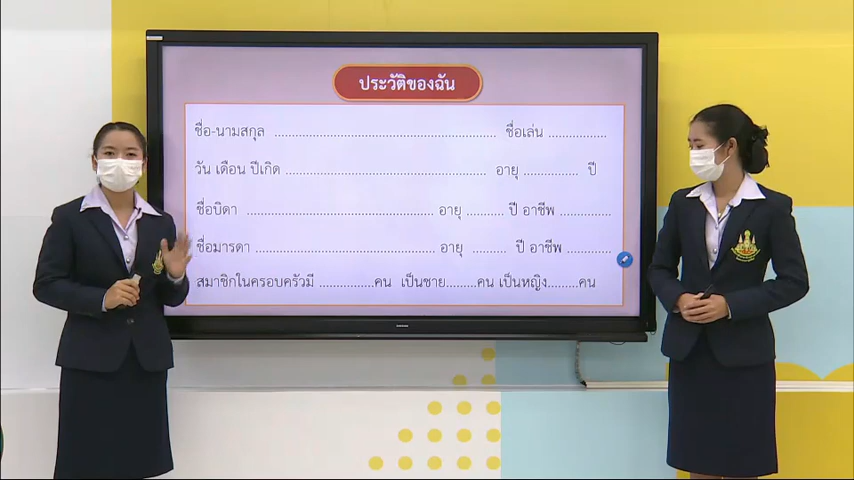 ประวัติของฉัน
ชื่อ-นามสกุล ........................................................ ชื่อเล่น ...............
วัน เดือน ปีเกิด ................................................... อายุ .............. ปี
ชื่อบิดา ................................................ อายุ .......... ปี อาชีพ .............
ชื่อมารดา .............................................. อายุ ......... ปี อาชีพ ...........
สมาชิกในครอบครัวมี ..............คน เป็นชาย........คน เป็นหญิง........คน